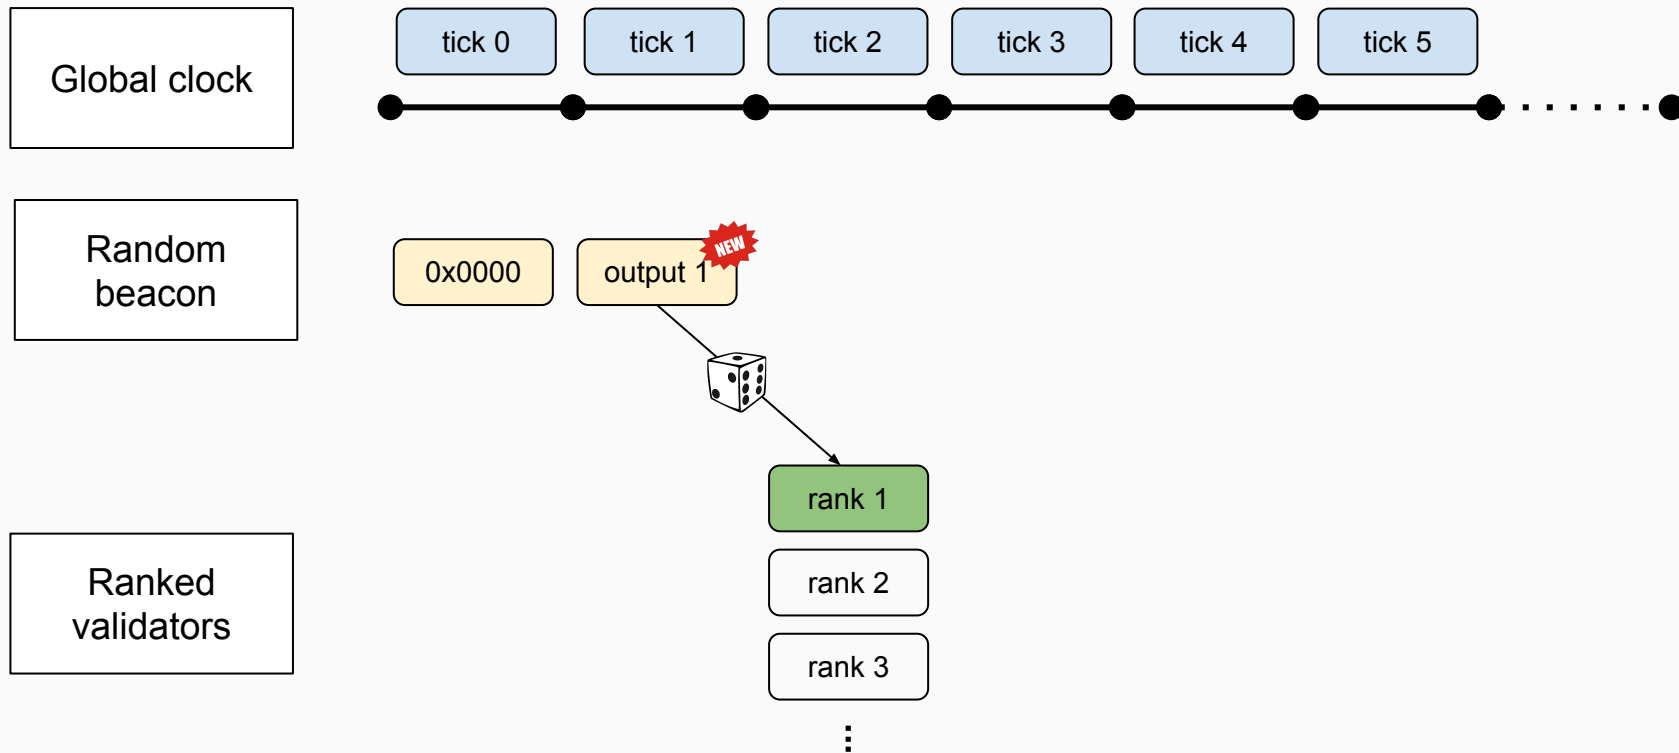 Global clock
tick 0
tick 1
tick 2
tick 3
tick 4
tick 5
Random
beacon
0x0000
output 1
NEW
rank 1
Ranked
validators
rank 2
rank 3